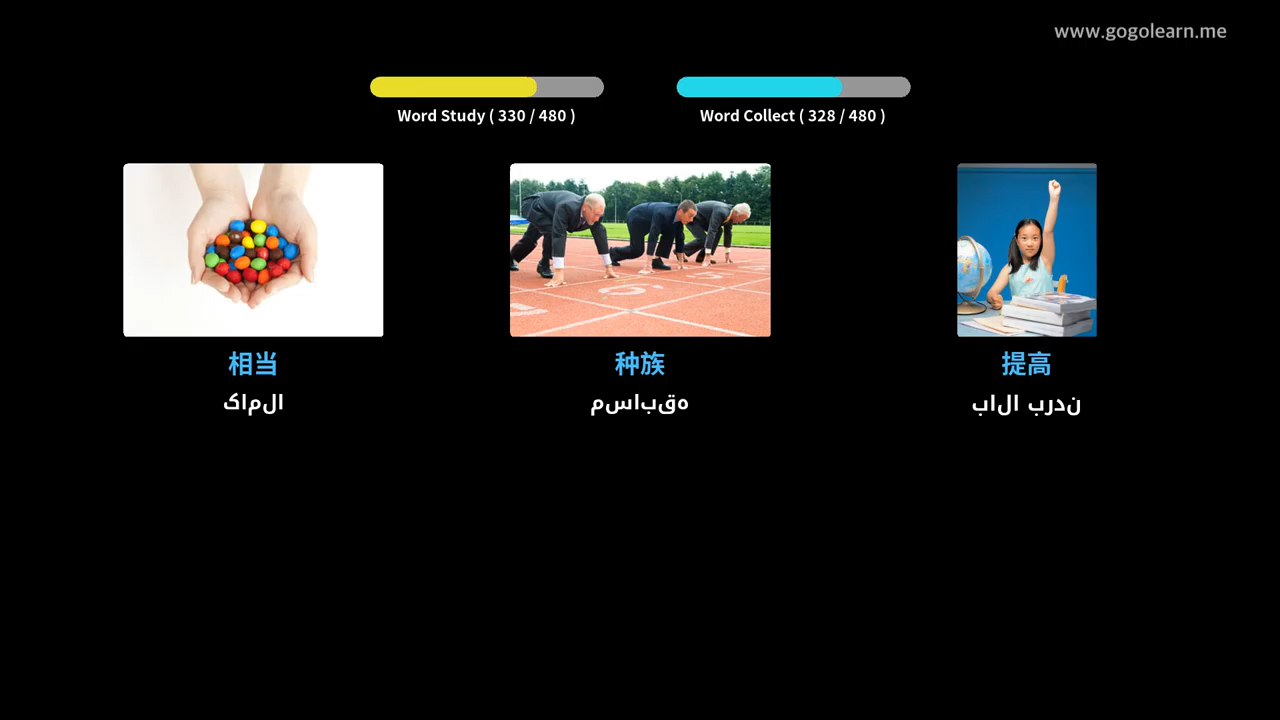 www.gogolearn.me
Word Study ( 330 / 480 )
Word Collect ( 328 / 480 )
相当
种族
提高
الماک
هقباسم
ندرب الاب